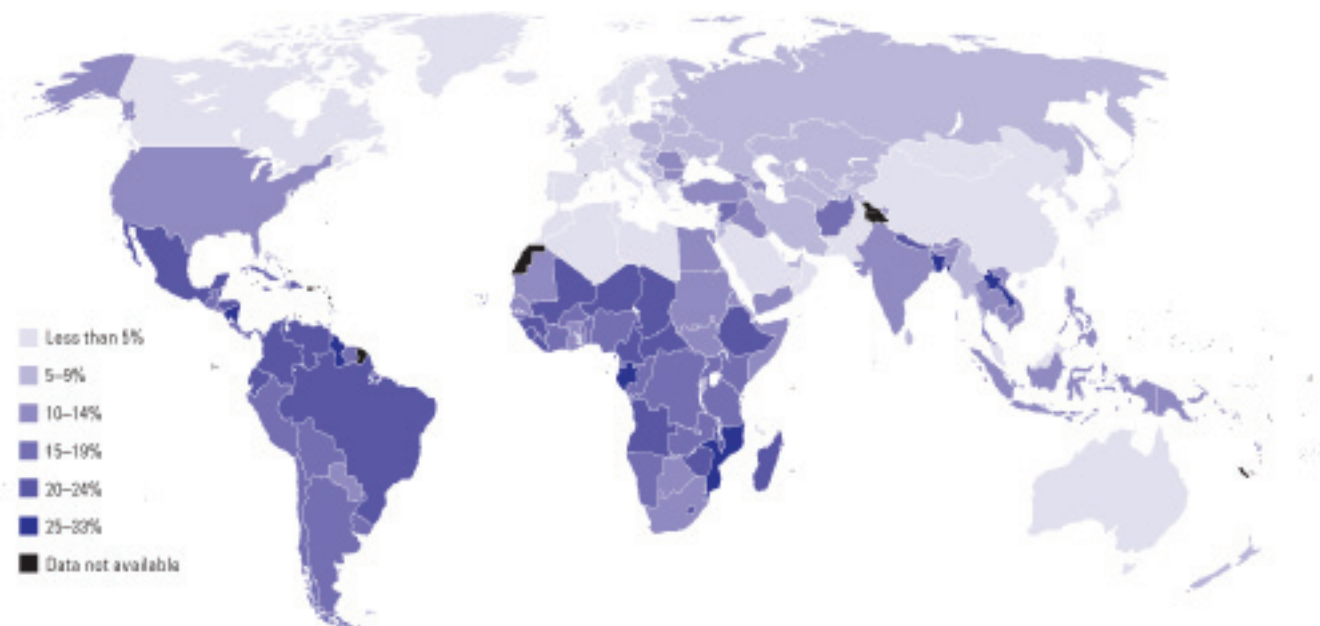 Less than 5%
5–9%
10–14%
15–19%
20–24%
25–33%
Data not available